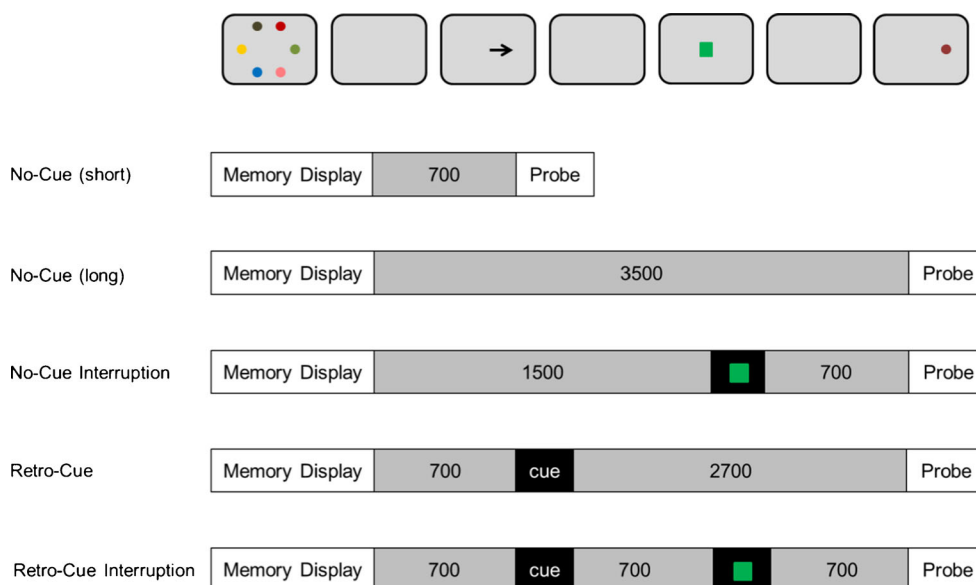 No-Cue (short) Memory Display 700 Probe
No-Cue (long) Memory Display 3500 Probe
No-Cue Interruption Memory Display 1500 700 Probe
Retro-Cue Memory Display 700 cue 2700 Probe
Retro-Cue Interruption Memory Display 700 cue 700 700 Probe